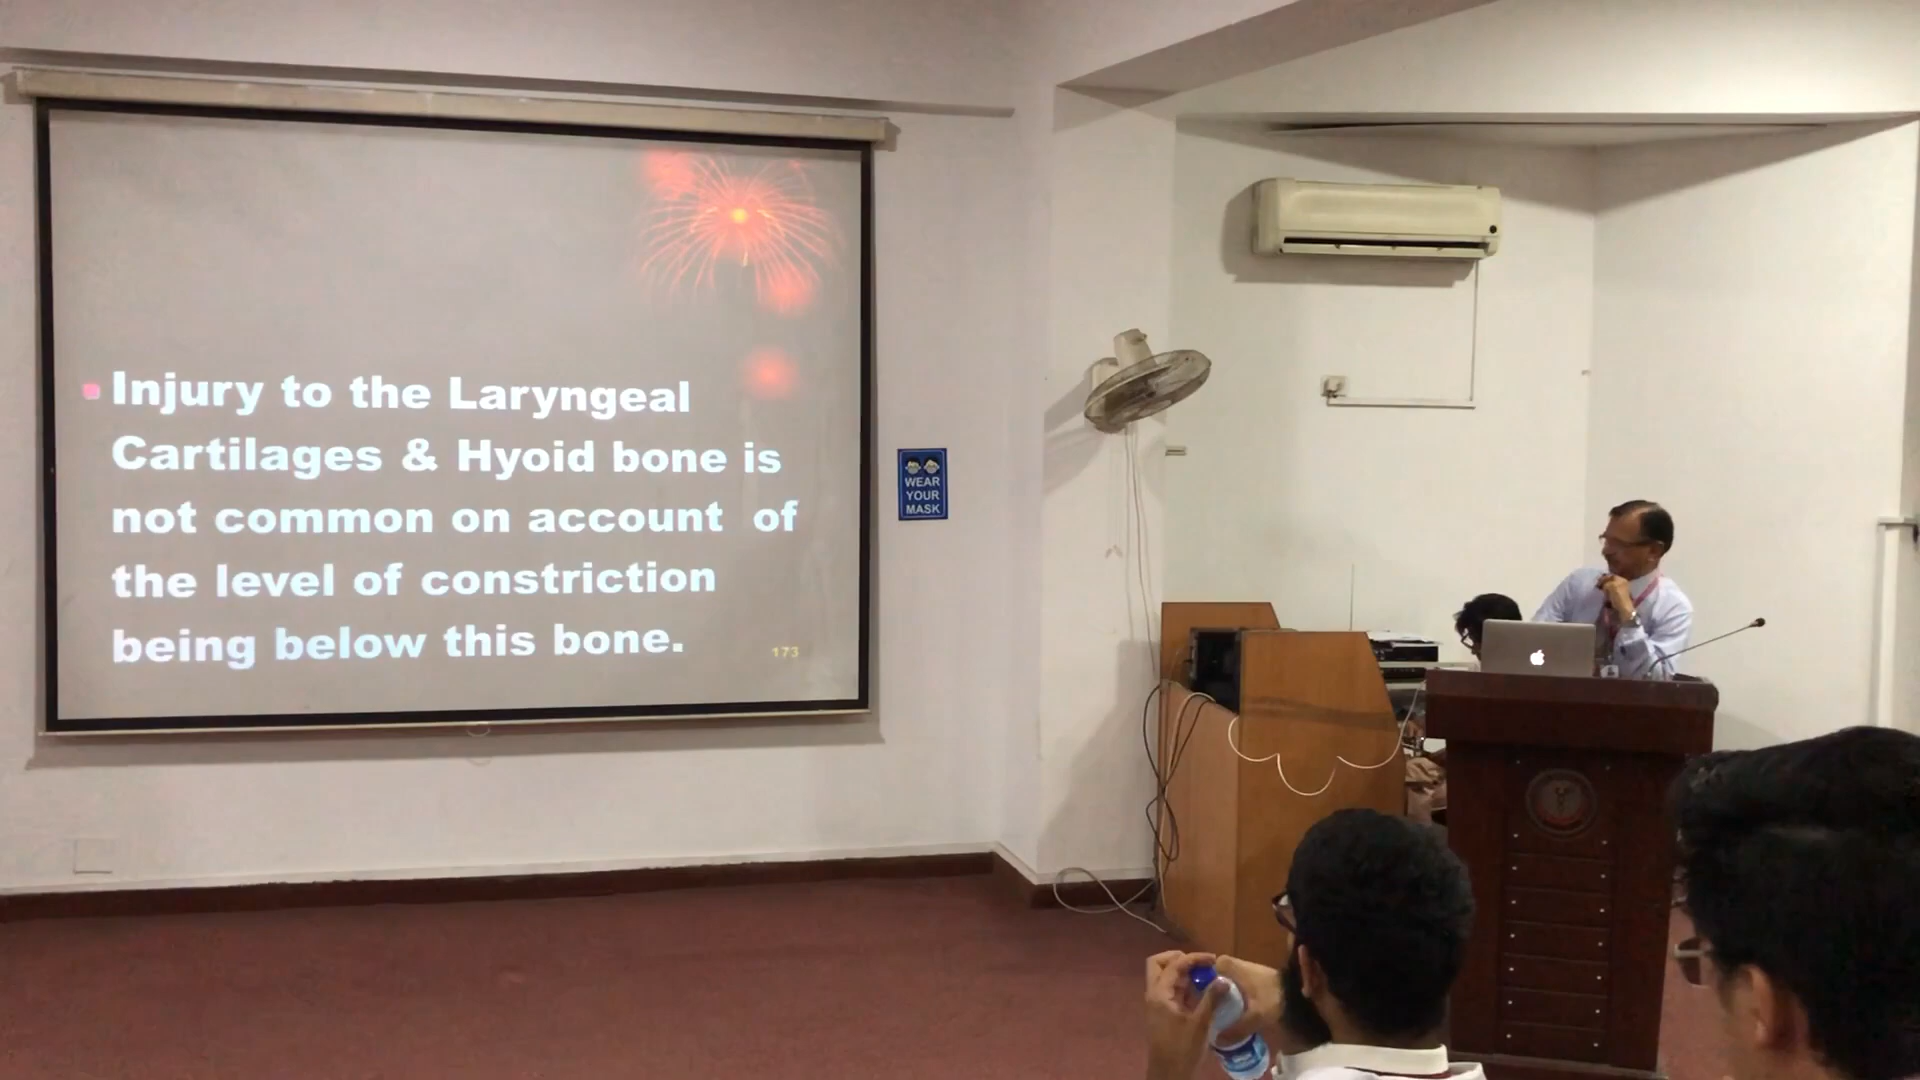 Injury to the Laryngeal
Cartilages & Hyoid bone is
not common on account of
the level of constriction
being below this bone.
173
WEAR
YOUR
MASK